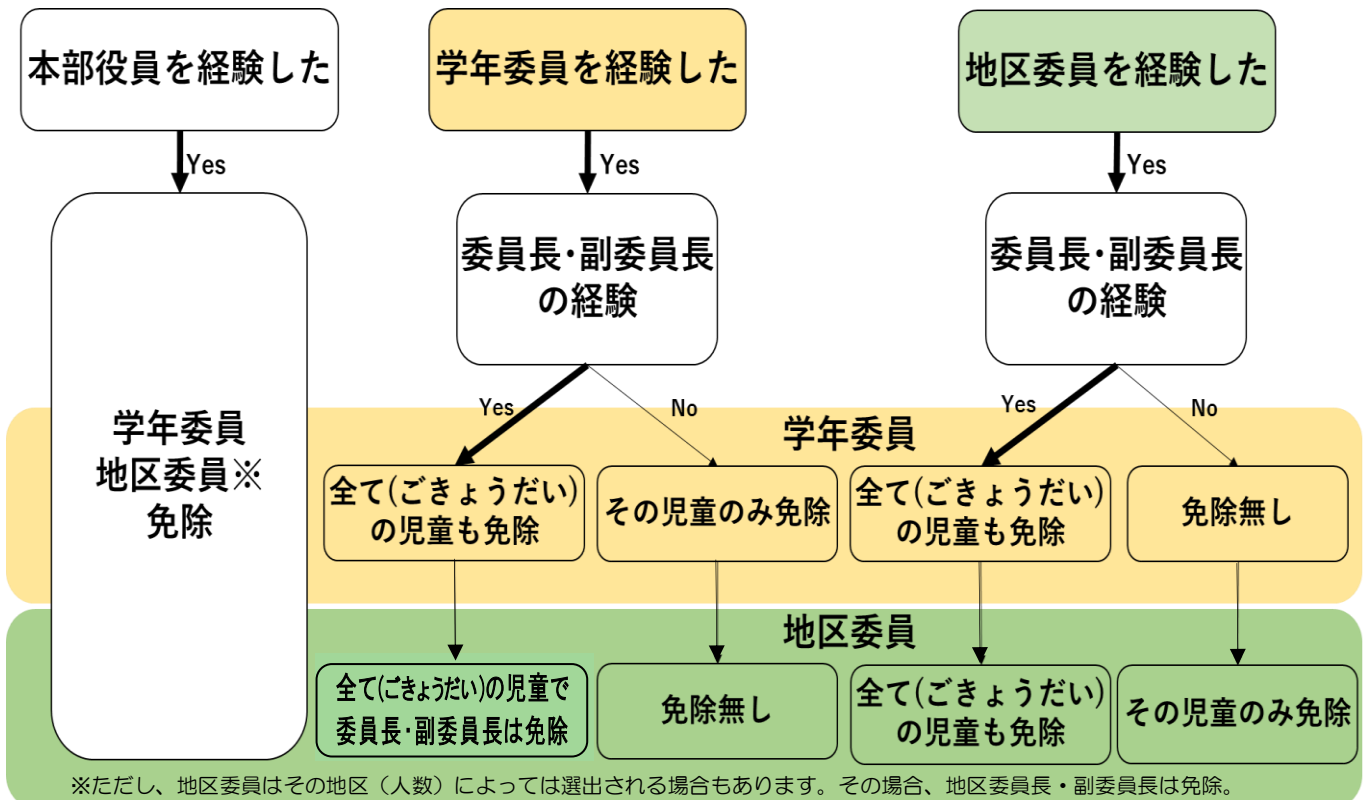 本部役員を経験した
学年委員を経験した
地区委員を経験した
Yes
Yes
Yes
委員長・副委員長
の経験
委員長・副委員長
の経験
学年委員
地区委員※
免除
Yes
No
Yes
No
学年委員
全て(ごきょうだい)
の児童も免除
その児童のみ免除
全て(ごきょうだい)
の児童も免除
免除無し
地区委員
全て(ごきょうだい)の児童で
委員長・副委員長は免除
免除無し
全て(ごきょうだい)
の児童も免除
その児童のみ免除
※ただし、地区委員はその地区（人数）によっては選出される場合もあります。その場合、地区委員長・副委員長は免除。